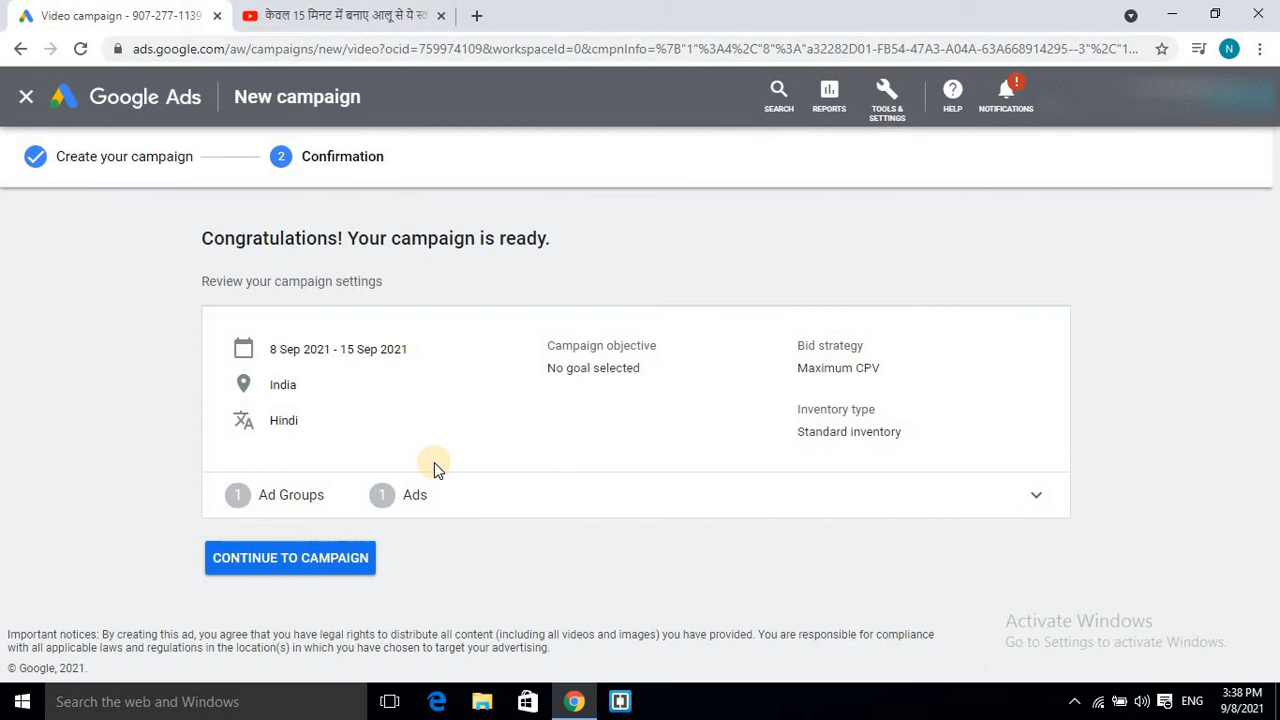 Video campaign - 907-277-1139
केवल 15 मिनट में बनाए आलू से ये स्व
ads.google.com/aw/campaigns/new/video?ocid=759974109&workspaceId=0&cmpnInfo=%7B"1"%3A4%2C"8"%3A"a32282D01-FB54-47A3-A04A-63A668914295--3"%2C"1...
N
Google Ads
New campaign
SEARCH
REPORTS
TOOLS &
SETTINGS
HELP
!
NOTIFICATIONS
Create your campaign
2
Confirmation
Congratulations! Your campaign is ready.
Review your campaign settings
8 Sep 2021 - 15 Sep 2021
India
Hindi
Campaign objective
No goal selected
Bid strategy
Maximum CPV
Inventory type
Standard inventory
1 Ad Groups
1 Ads
CONTINUE TO CAMPAIGN
Important notices: By creating this ad, you agree that you have legal rights to distribute all content (including all videos and images) you have provided. You are responsible for compliance
with all applicable laws and regulations in the location(s) in which you have chosen to target your advertising.
© Google, 2021.
Activate Windows
Go to Settings to activate Windows.
Search the web and Windows
ENG
3:38 PM
9/8/2021